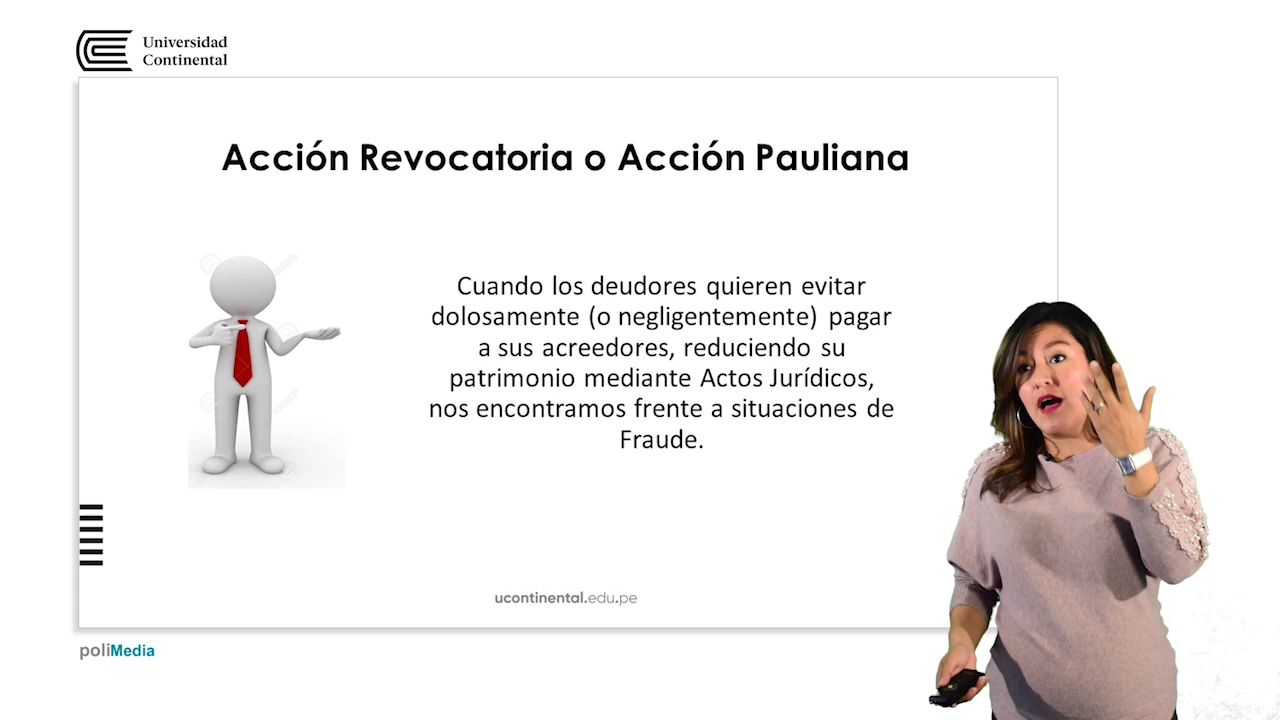 Universidad
Continental
Acción Revocatoria o Acción Pauliana
Cuando los deudores quieren evitar
dolosamente (o negligentemente) pagar
a sus acreedores, reduciendo su
patrimonio mediante Actos Jurídicos,
nos encontramos frente a situaciones de
Fraude.
ucontinental.edu.pe
poliMedia